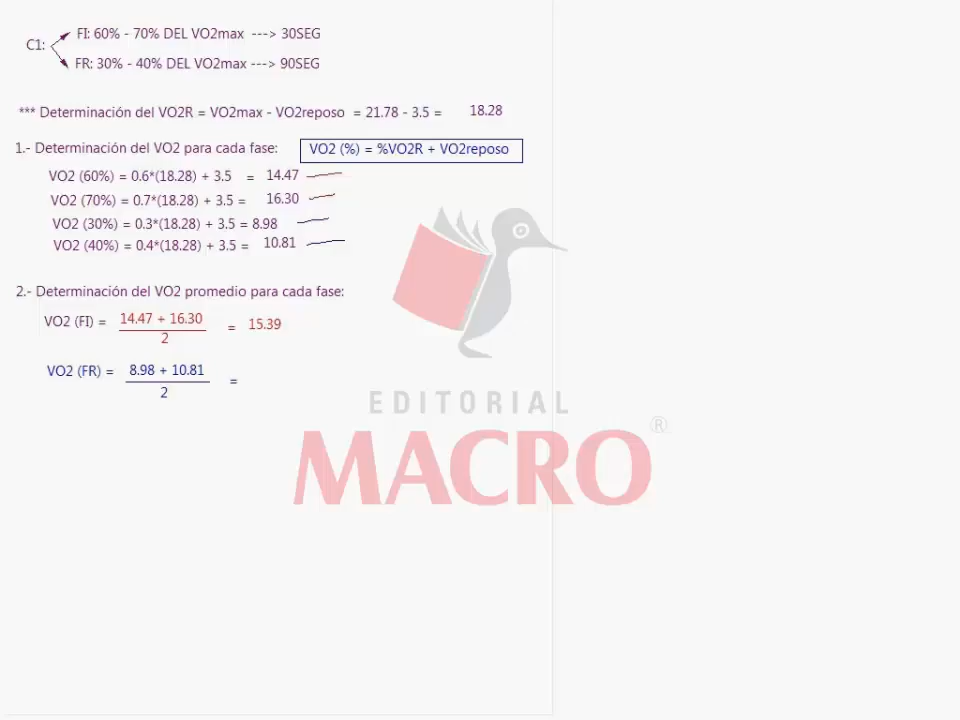 C1: FI: 60% - 70% DEL VO2max ---> 30SEG
FR: 30% - 40% DEL VO2max ---> 90SEG
*** Determinación del VO2R = VO2max - VO2reposo = 21.78 - 3.5 = 18.28
1.- Determinación del VO2 para cada fase: VO2 (%) = %VO2R + VO2reposo
VO2 (60%) = 0.6*(18.28) + 3.5 = 14.47
VO2 (70%) = 0.7*(18.28) + 3.5 = 16.30
VO2 (30%) = 0.3*(18.28) + 3.5 = 8.98
VO2 (40%) = 0.4*(18.28) + 3.5 = 10.81
2.- Determinación del VO2 promedio para cada fase:
VO2 (FI) = 14.47 + 16.30 = 15.39
2
VO2 (FR) = 8.98 + 10.81 =
2
EDITORIAL
MACRO®